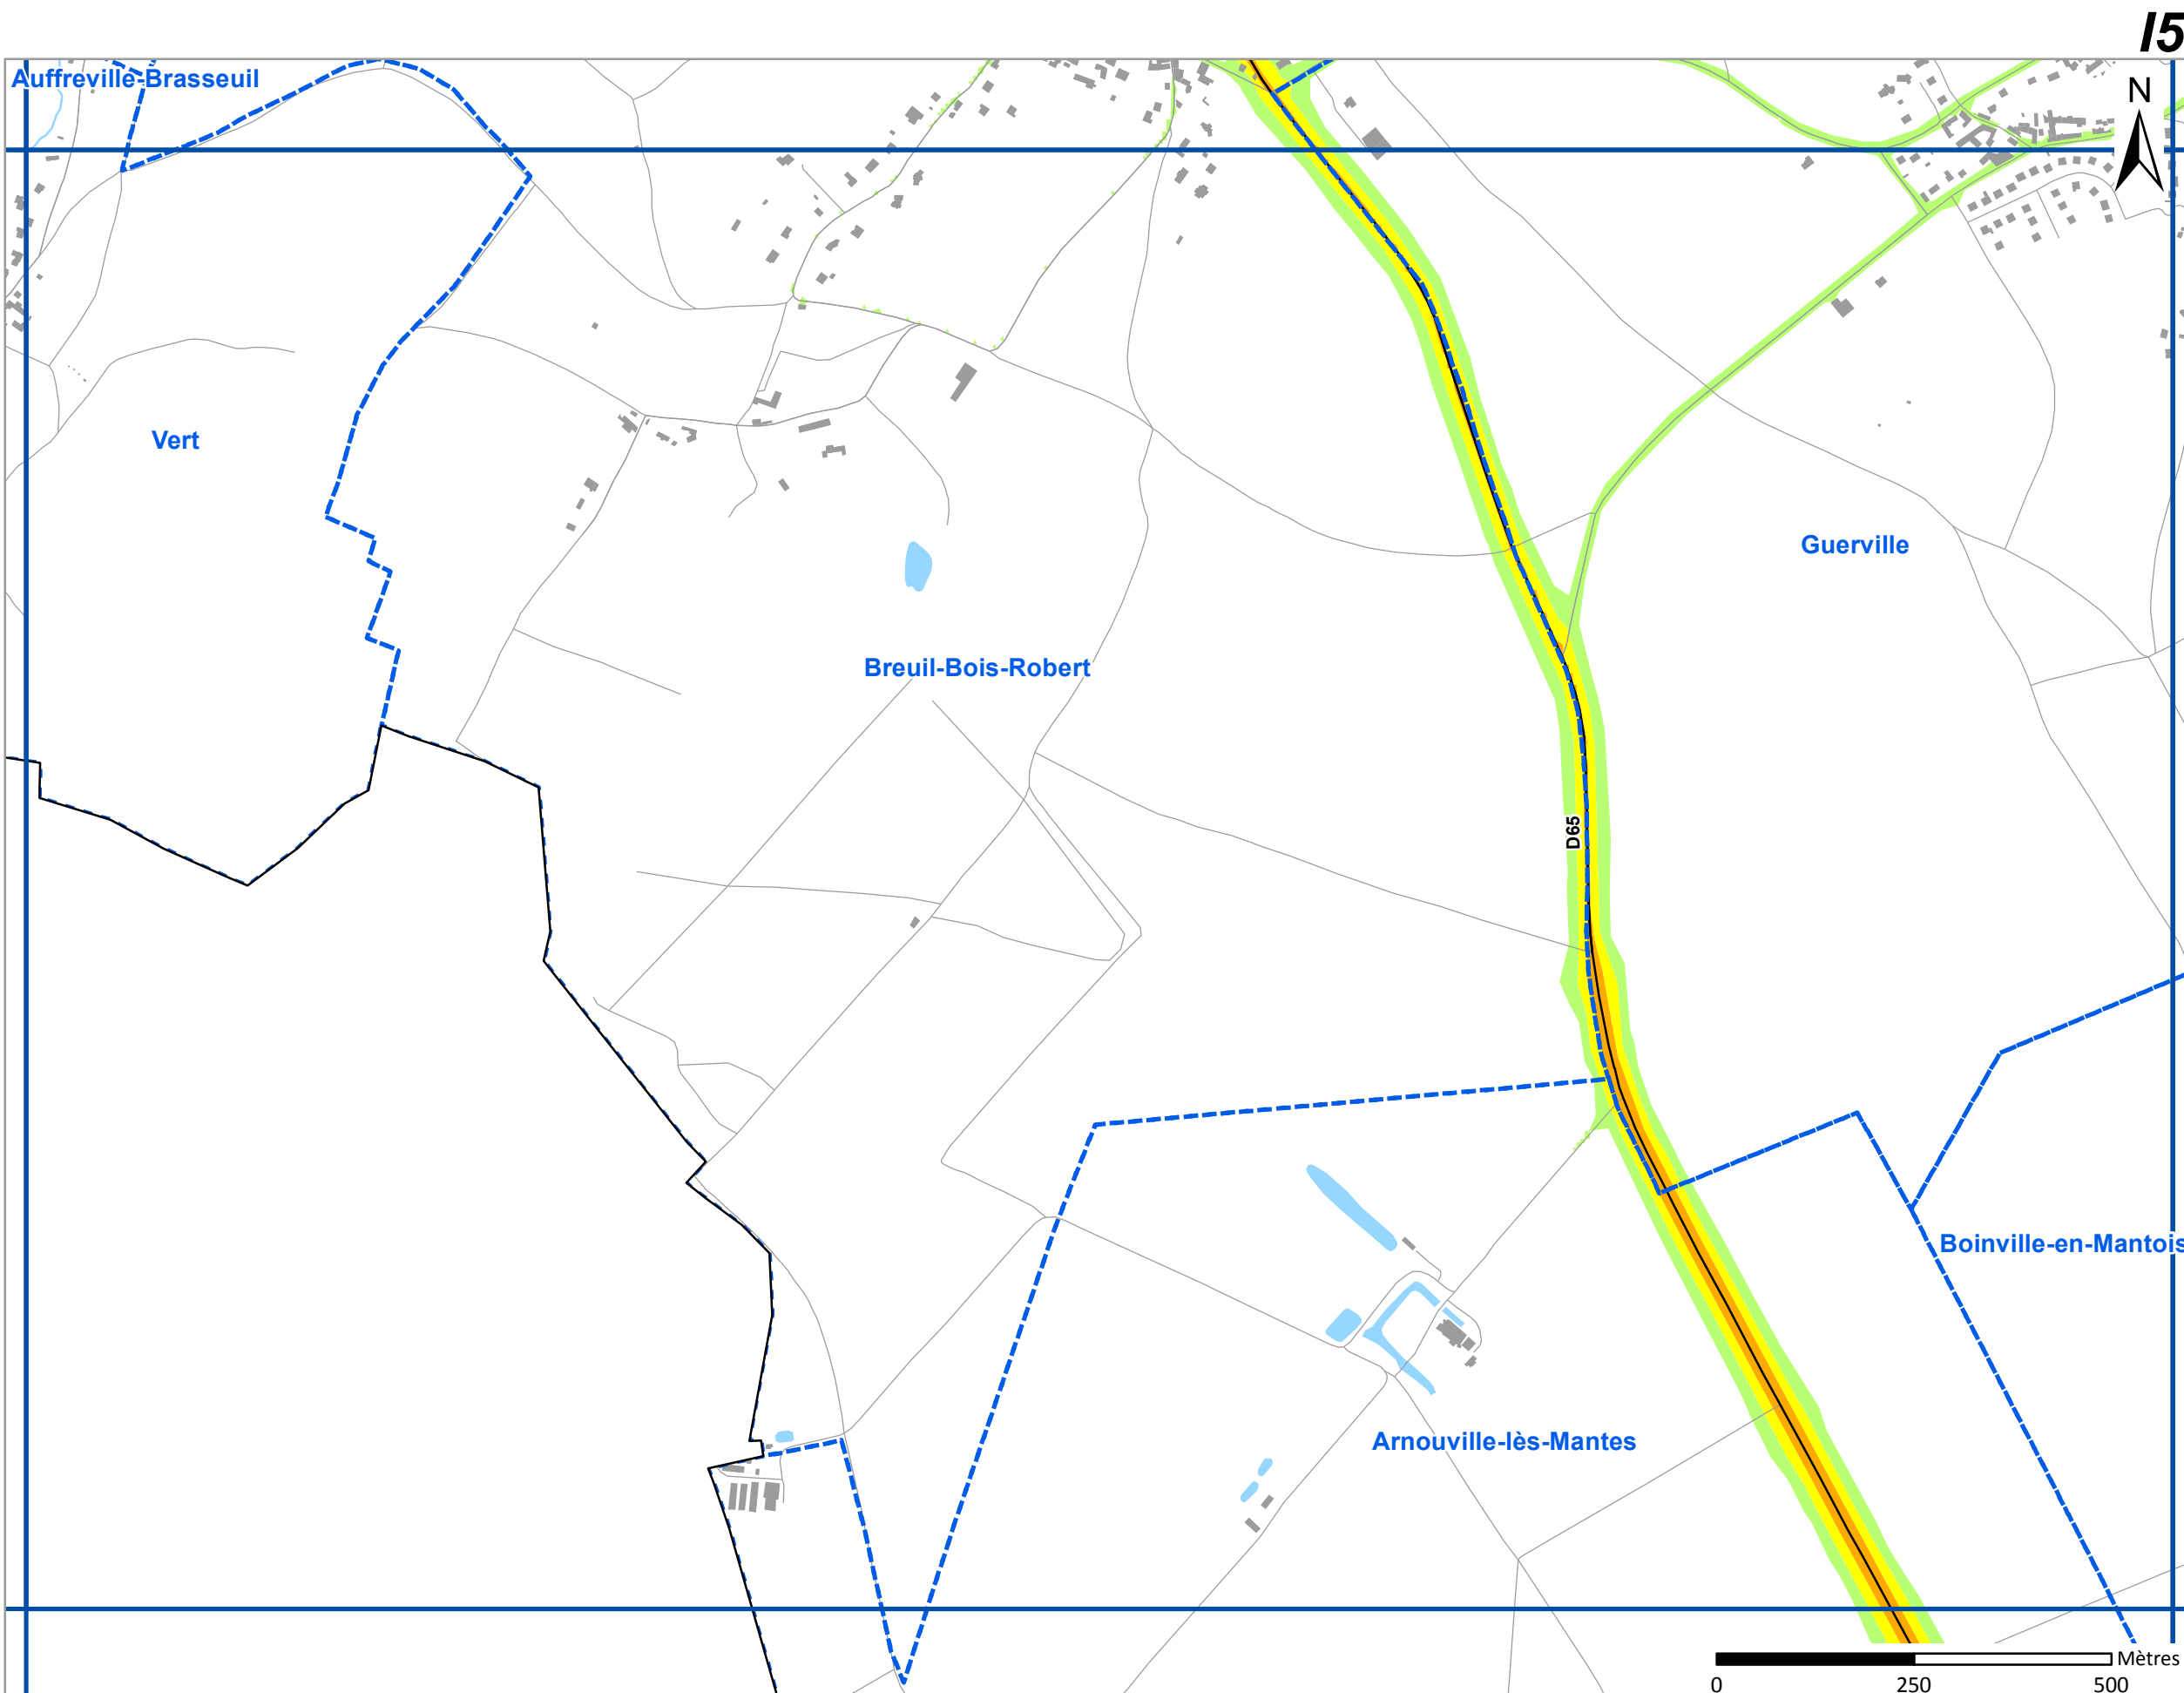 I5
Auffreville-Brasseuil
N
Vert
Guerville
Breuil-Bois-Robert
D65
Boinville-en-Mantois
Arnouville-lès-Mantes
Mètres
0 250 500